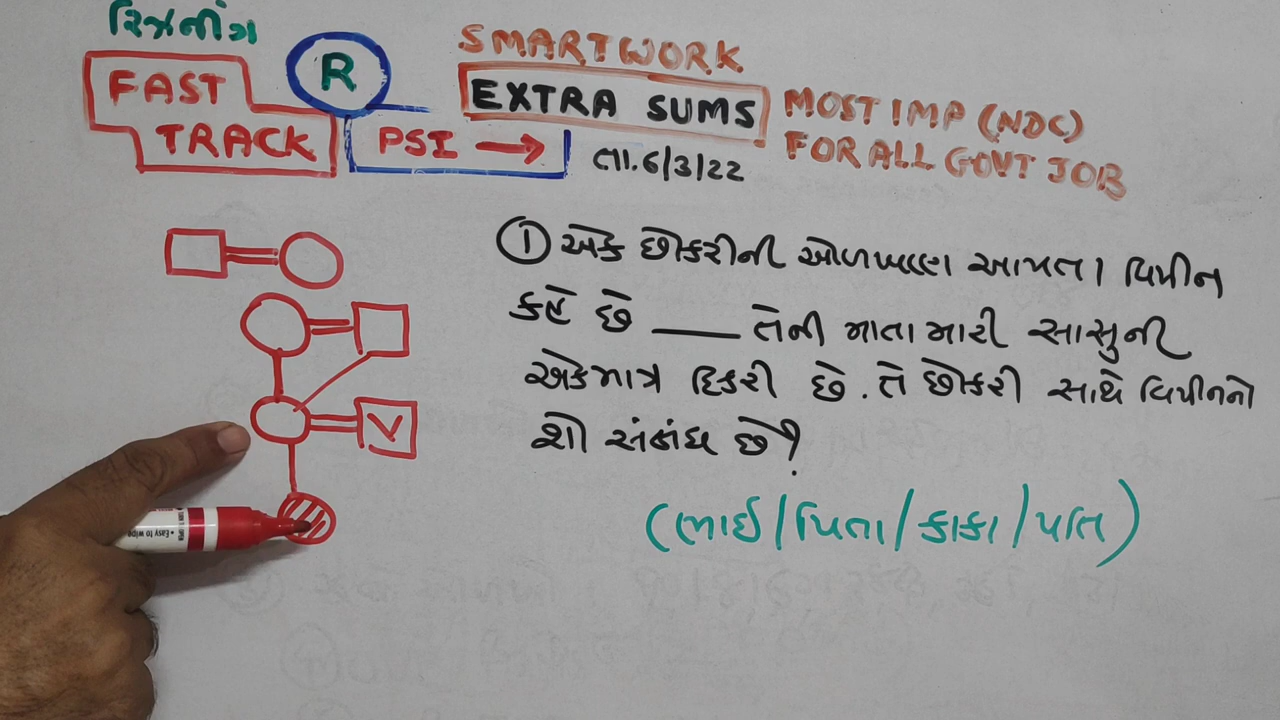 રિઝનીંગ
FAST
TRACK
R
PSI →
SMARTWORK
EXTRA SUMS
તા.6/3/22
MOST IMP (NDC)
FOR ALL GOVT JOB
① એક છોકરીની ઓળખાણ આપતા વિપીન
કહે છે ___ તેની માતા મારી સાસુની
એકમાત્ર દિકરી છે. તે છોકરી સાથે વિપીનનો
શો સંબંધ છે?
(ભાઈ/પિતા/કાકા/પતિ)
V